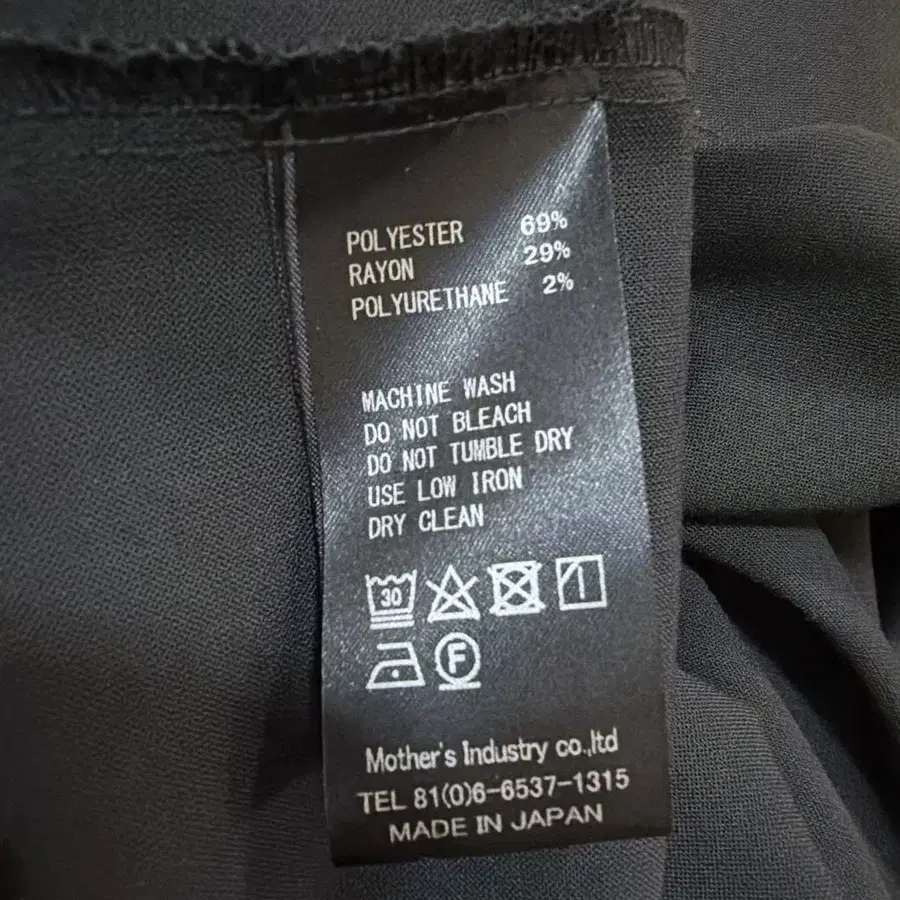 POLYESTER 69%
RAYON 29%
POLYURETHANE 2%
MACHINE WASH
DO NOT BLEACH
DO NOT TUMBLE DRY
USE LOW IRON
DRY CLEAN
30
F
Mother's Industry co.,ltd
TEL 81(0)6-6537-1315
MADE IN JAPAN